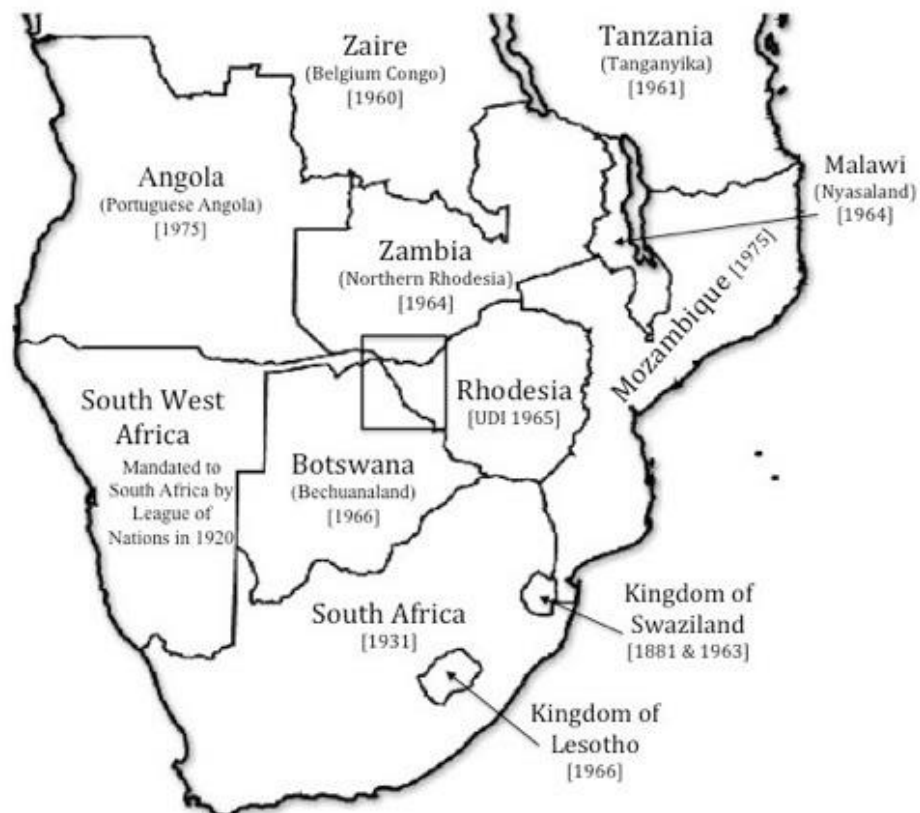 Zaire
(Belgium Congo)
[1960]
Tanzania
(Tanganyika)
[1961]
Angola
(Portuguese Angola)
[1975]
Malawi
(Nyasaland)
[1964]
Zambia
(Northern Rhodesia)
[1964]
Mozambique [1975]
South West
Africa
Mandated to
South Africa by
League of
Nations in 1920
Rhodesia
[UDI 1965]
Botswana
(Bechuanaland)
[1966]
South Africa
[1931]
Kingdom of
Swaziland
[1881 & 1963]
Kingdom of
Lesotho
[1966]